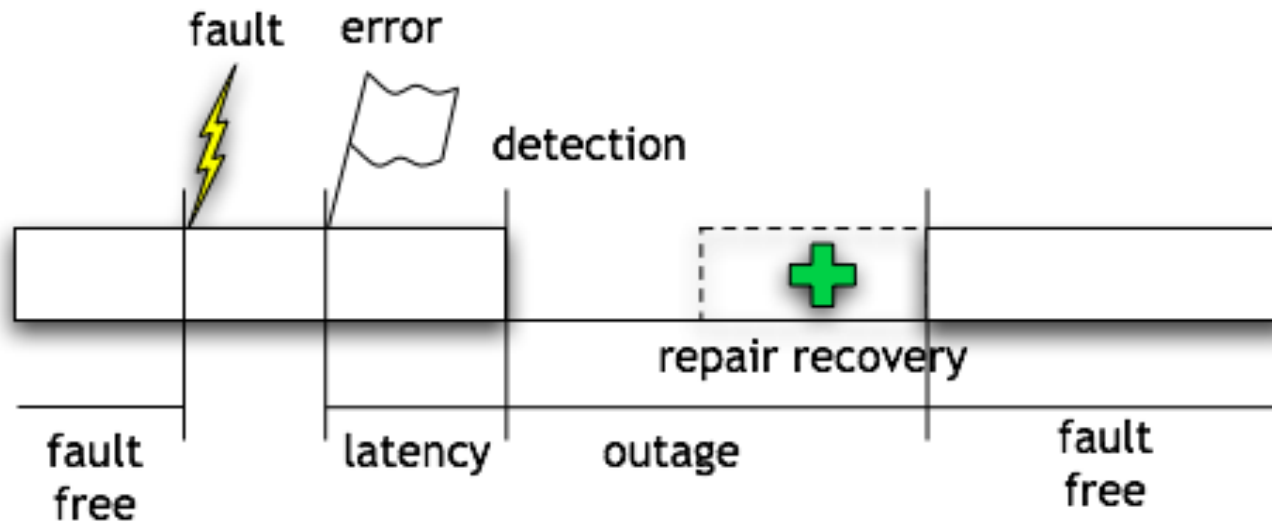 fault
error
detection
repair recovery
fault
free
latency
outage
fault
free